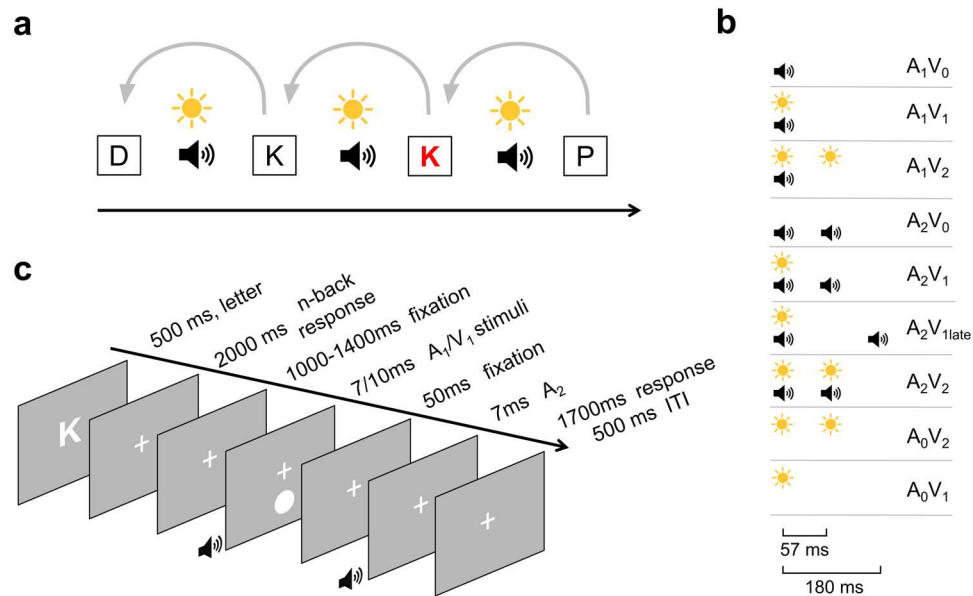 a
D
K
K
P
b
A₁V₀
A₁V₁
A₁V₂
A₂V₀
A₂V₁
A₂V₁late
A₂V₂
A₀V₂
A₀V₁
57 ms
180 ms
c
500 ms, letter
2000 ms n-back
response
1000-1400ms fixation
7/10ms A₁/V₁ stimuli
50ms fixation
7ms A₂
1700ms response
500 ms ITI
K